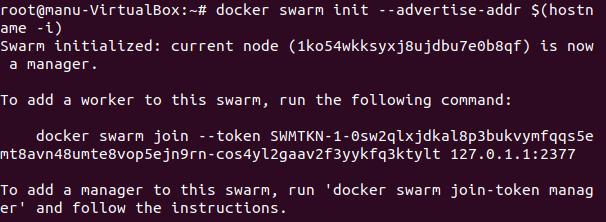 root@manu-VirtualBox:~# docker swarm init --advertise-addr $(hostn
ame -i)
Swarm initialized: current node (1ko54wkksyxj8ujdbu7e0b8qf) is now
 a manager.

To add a worker to this swarm, run the following command:

    docker swarm join --token SWMTKN-1-0sw2qlxjdkal8p3bukvymfqqs5e
mt8avn48umte8vop5ejn9rn-cos4yl2gaav2f3yykfq3ktylt 127.0.1.1:2377

To add a manager to this swarm, run 'docker swarm join-token manag
er' and follow the instructions.